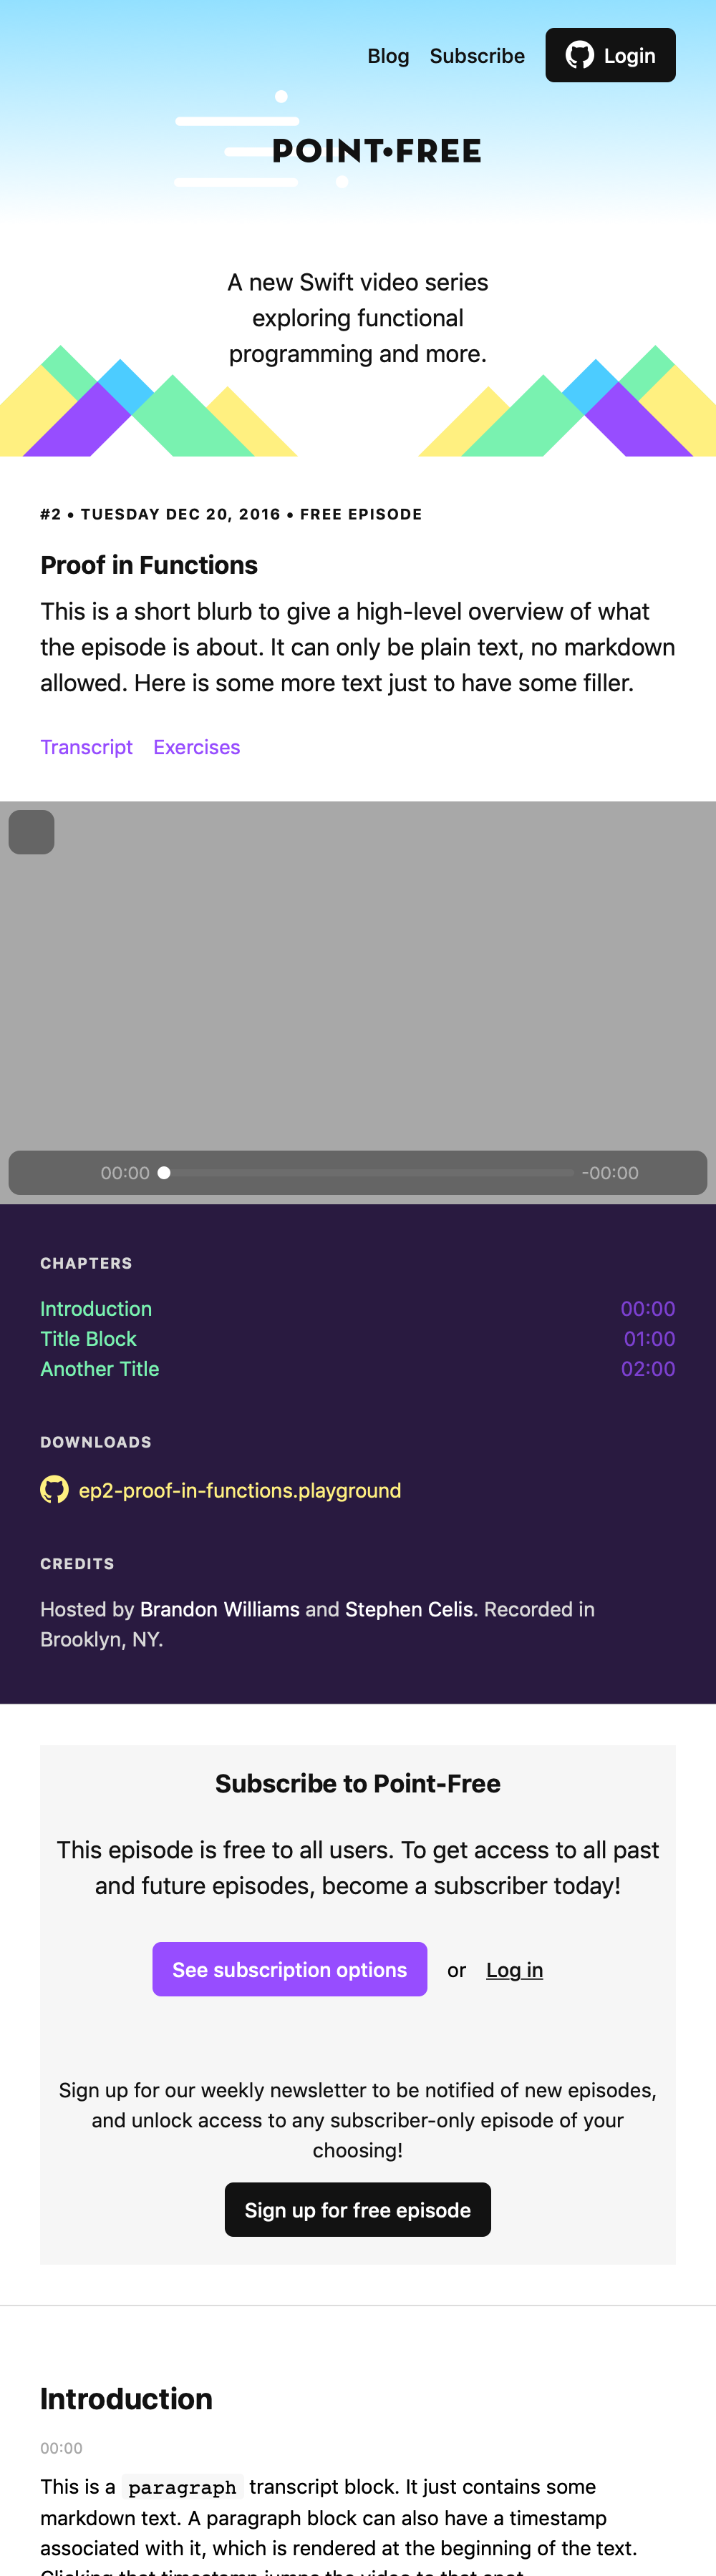 Blog Subscribe Login
POINT•FREE
A new Swift video series
exploring functional
programming and more.
#2 • TUESDAY DEC 20, 2016 • FREE EPISODE
Proof in Functions
This is a short blurb to give a high-level overview of what
the episode is about. It can only be plain text, no markdown
allowed. Here is some more text just to have some filler.
Transcript Exercises
00:00 -00:00
CHAPTERS
Introduction 00:00
Title Block 01:00
Another Title 02:00
DOWNLOADS
ep2-proof-in-functions.playground
CREDITS
Hosted by Brandon Williams and Stephen Celis. Recorded in
Brooklyn, NY.
Subscribe to Point-Free
This episode is free to all users. To get access to all past
and future episodes, become a subscriber today!
See subscription options or Log in
Sign up for our weekly newsletter to be notified of new episodes,
and unlock access to any subscriber-only episode of your
choosing!
Sign up for free episode
Introduction
00:00
This is a paragraph transcript block. It just contains some
markdown text. A paragraph block can also have a timestamp
associated with it, which is rendered at the beginning of the text.
Clicking that timestamp jumps the video to that spot.